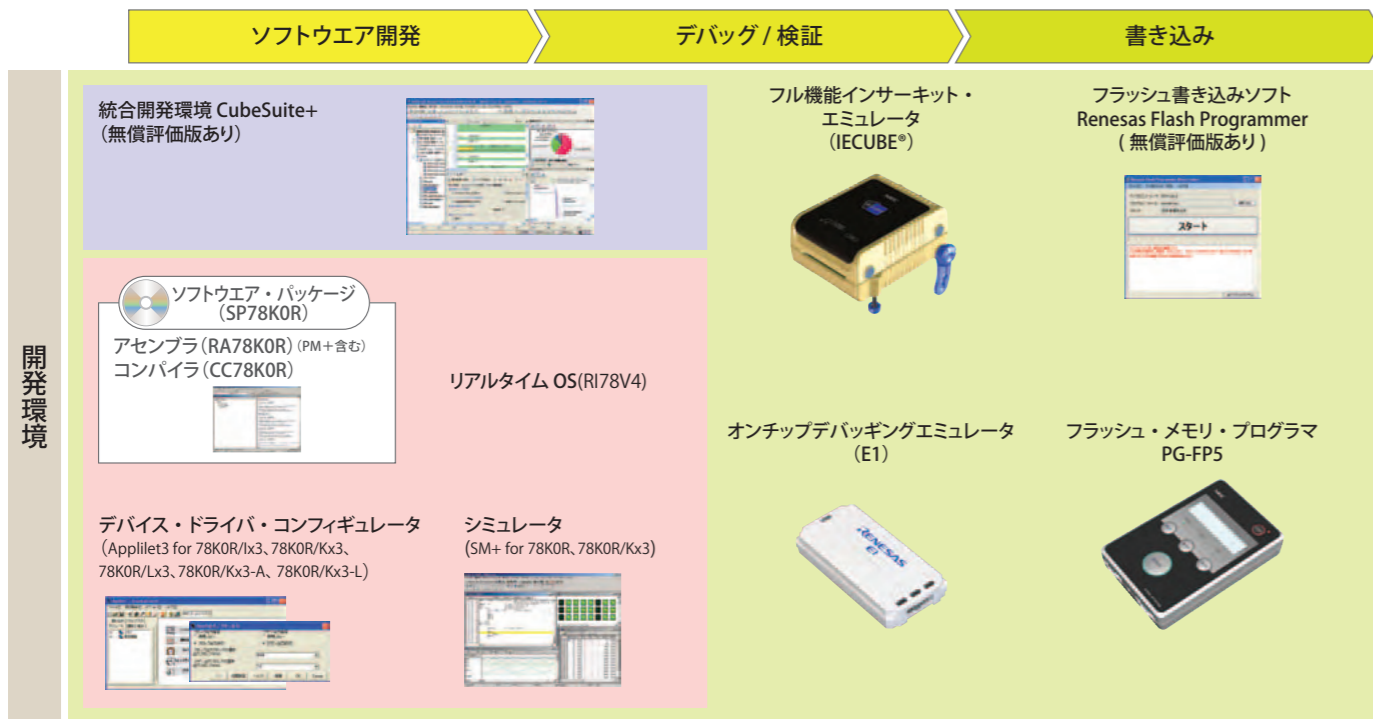 ソフトウエア開発
デバッグ / 検証
書き込み
開発環境
統合開発環境 CubeSuite+
(無償評価版あり)
ソフトウエア・パッケージ
(SP78K0R)
アセンブラ(RA78K0R) (PM+含む)
コンパイラ(CC78K0R)
リアルタイム OS(RI78V4)
デバイス・ドライバ・コンフィギュレータ
(Applilet3 for 78K0R/Ix3、78K0R/Kx3、
78K0R/Lx3、78K0R/Kx3-A、78K0R/Kx3-L)
シミュレータ
(SM+ for 78K0R、78K0R/Kx3)
フル機能インサーキット・
エミュレータ
(IECUBE®)
オンチップデバッギングエミュレータ
(E1)
RENESAS
E1
フラッシュ書き込みソフト
Renesas Flash Programmer
( 無償評価版あり )
スタート
フラッシュ・メモリ・プログラマ
PG-FP5